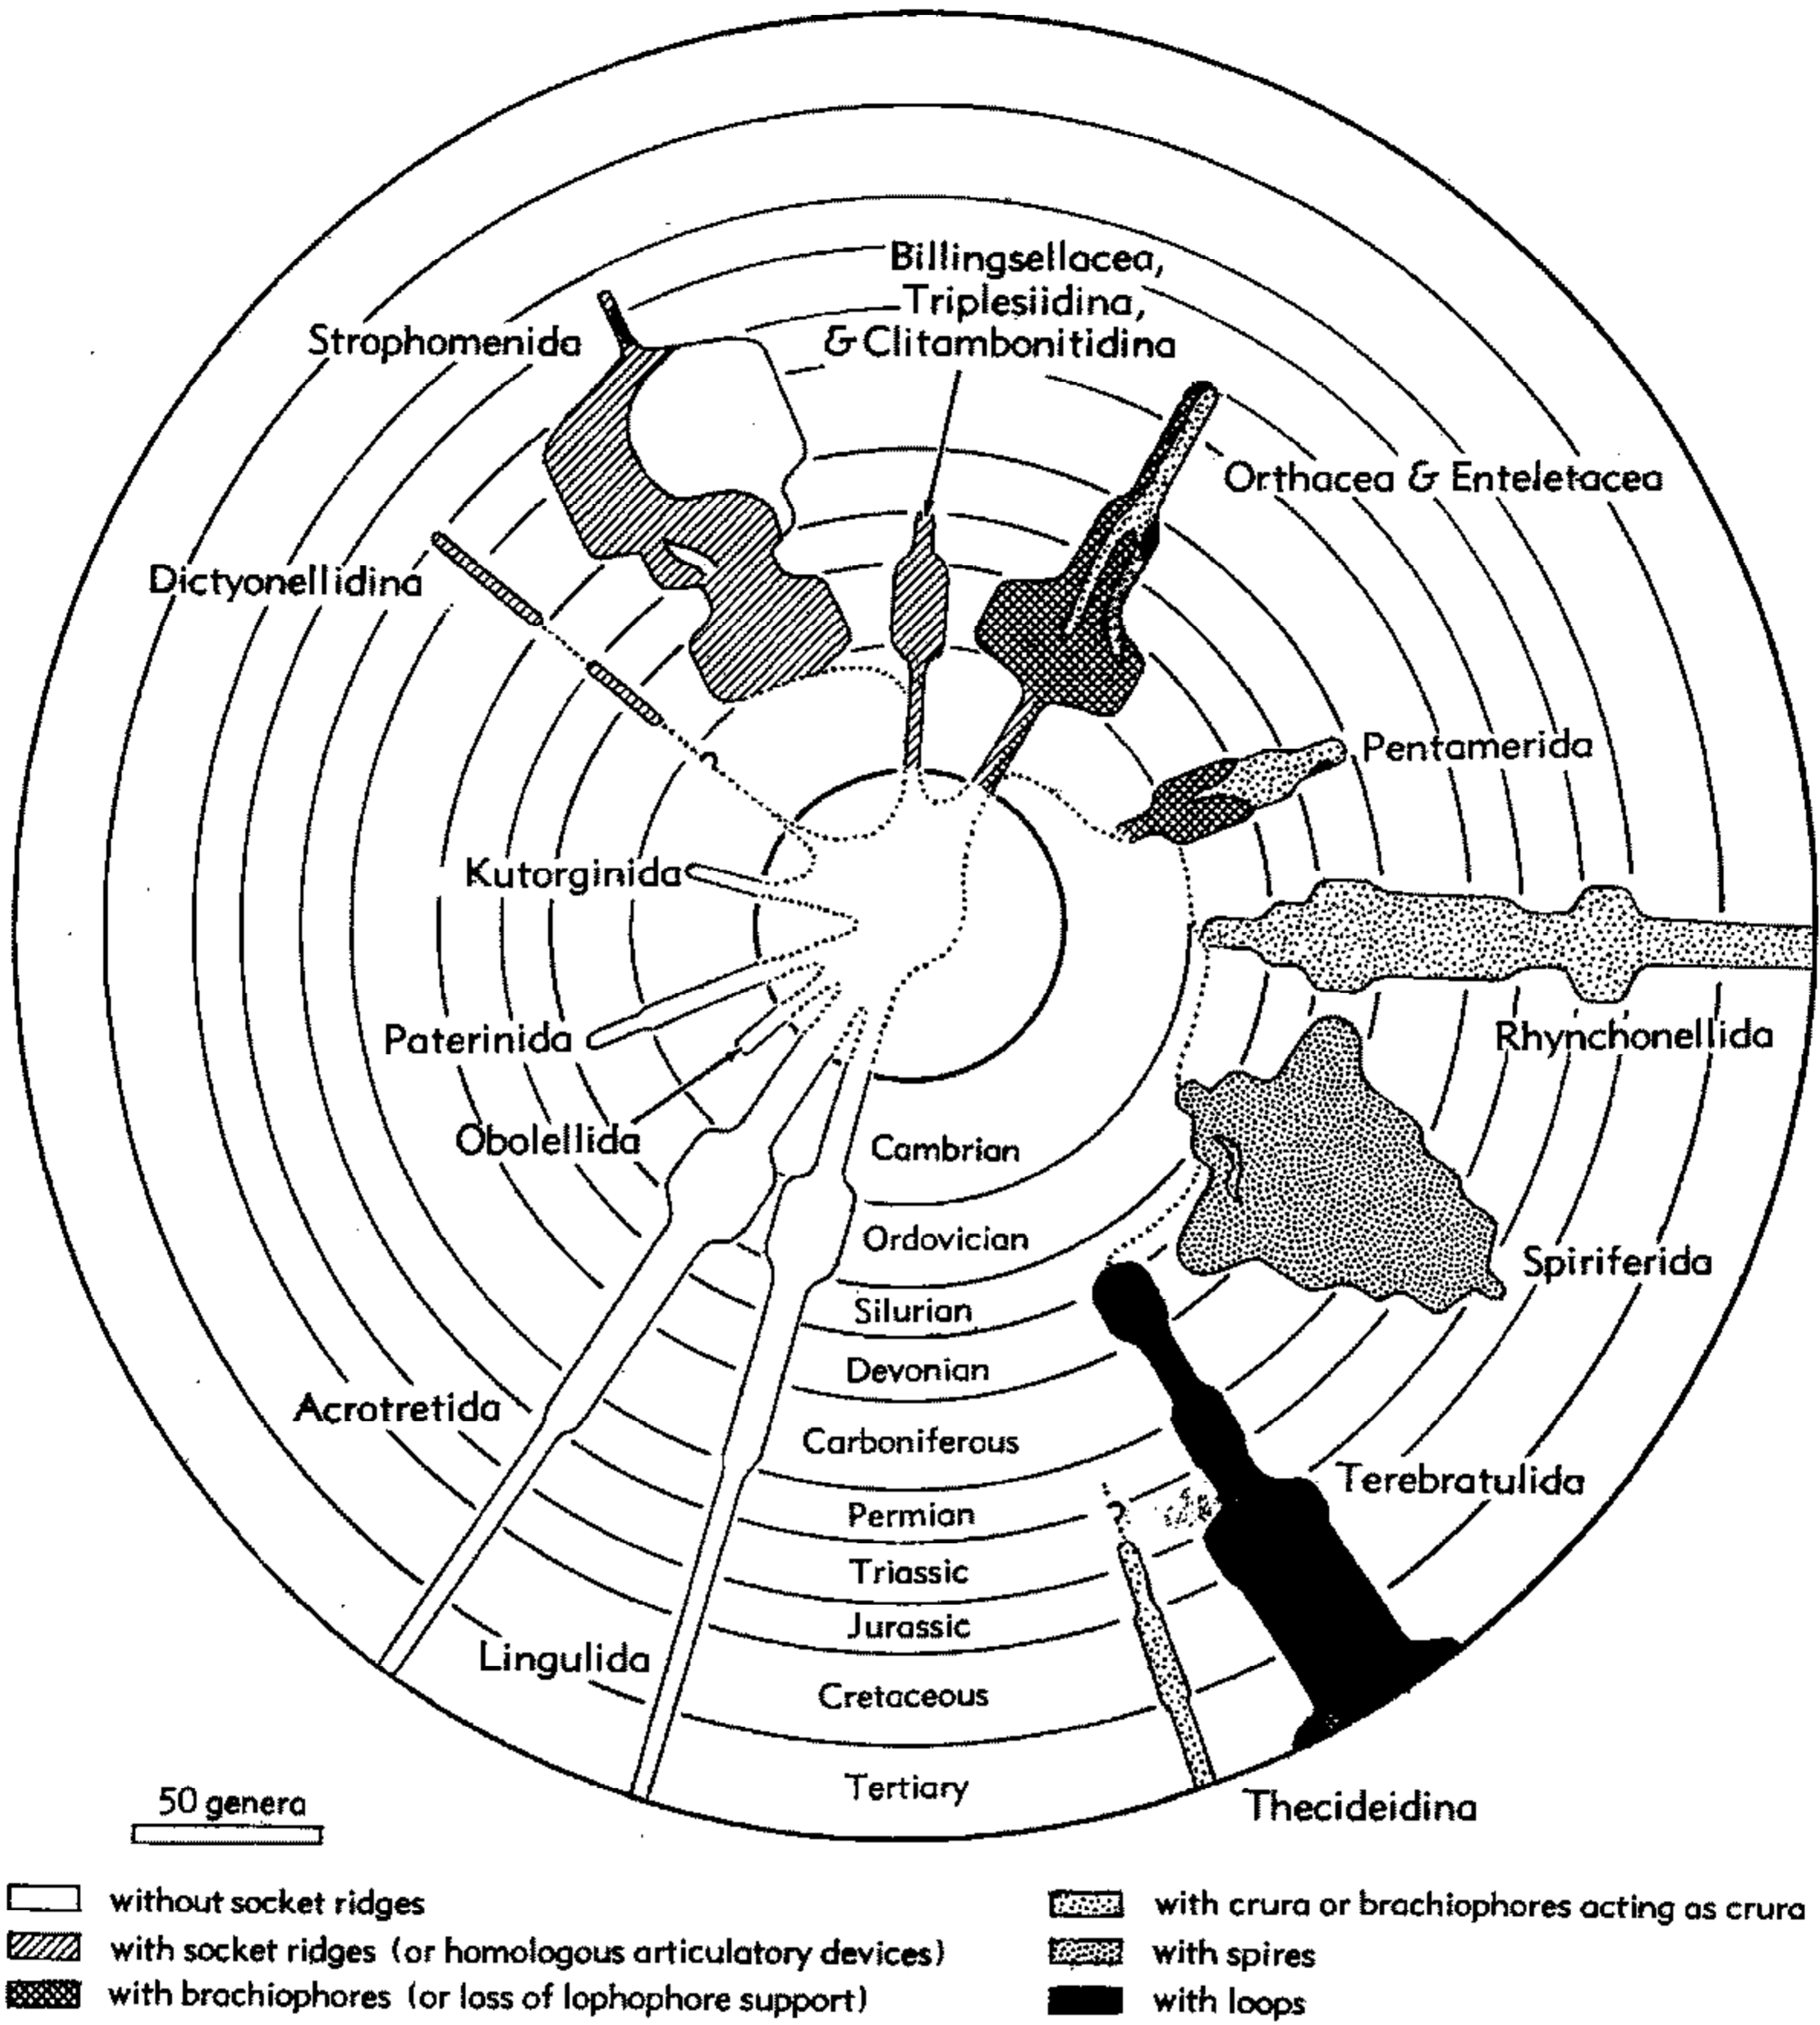 Billingsellacea,
Triplesiidina,
& Clitambonitidina
Strophomenida
Orthacea & Enteletacea
Dictyonellidina
Pentamerida
Kutorginida
Paterinida
Rhynchonellida
Obolellida
Cambrian
Ordovician
Spiriferida
Silurian
Devonian
Acrotretida
Carboniferous
Terebratulida
Permian
?
Triassic
Jurassic
Lingulida
Cretaceous
Tertiary
Thecideidina
50 genera
without socket ridges
with socket ridges (or homologous articulatory devices)
with brachiophores (or loss of lophophore support)
with crura or brachiophores acting as crura
with spires
with loops